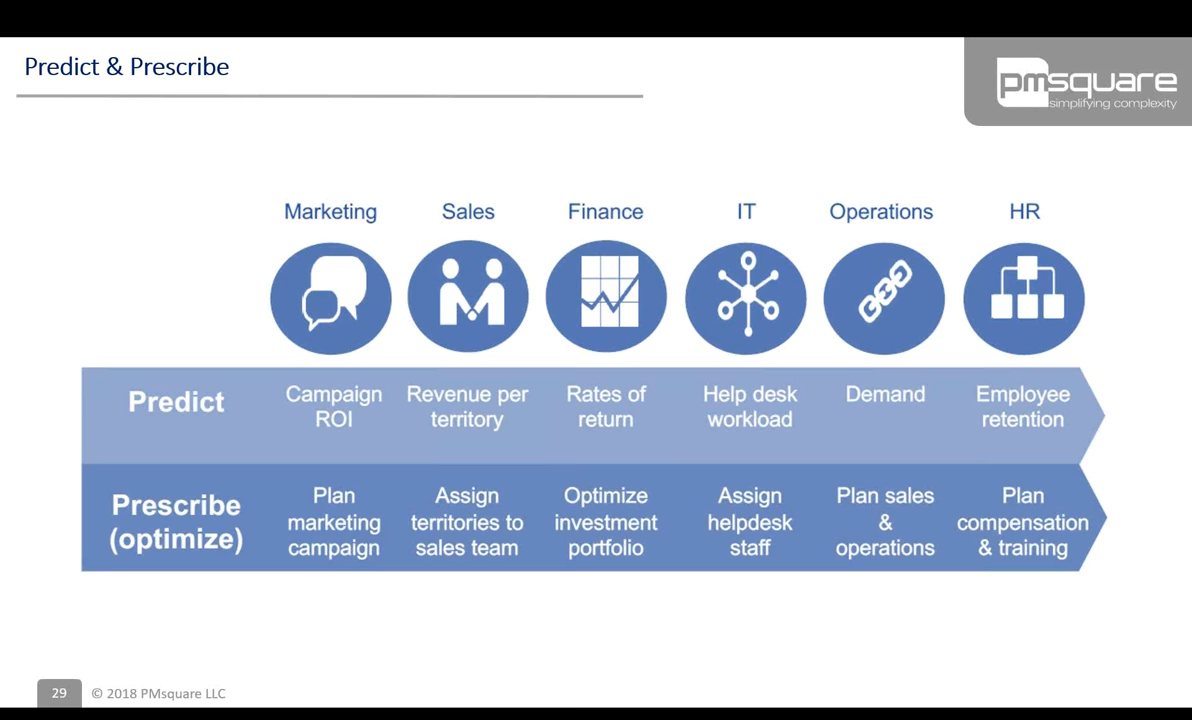 Predict & Prescribe
pmsquare
simplifying complexity
Marketing
Sales
Finance
IT
Operations
HR
Predict
Campaign
ROI
Revenue per
territory
Rates of
return
Help desk
workload
Demand
Employee
retention
Prescribe
(optimize)
Plan
marketing
campaign
Assign
territories to
sales team
Optimize
investment
portfolio
Assign
helpdesk
staff
Plan sales
&
operations
Plan
compensation
& training
29
© 2018 PMsquare LLC